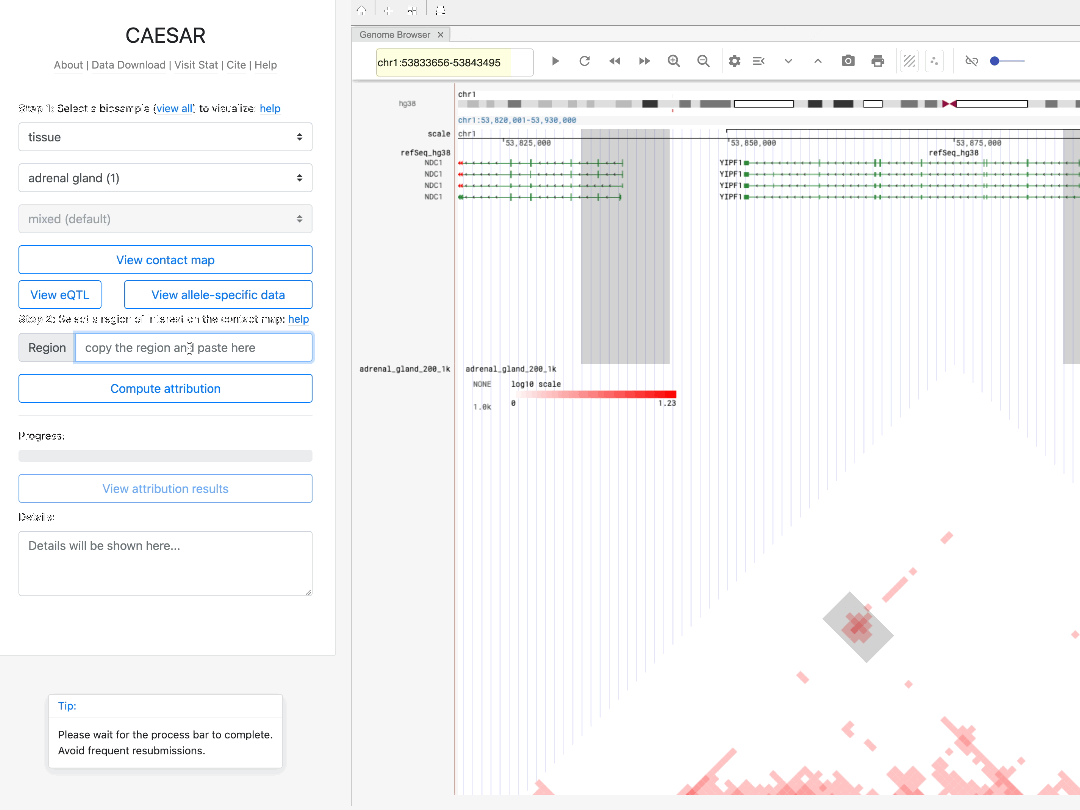 CAESAR
About | Data Download | Visit Stat | Cite | Help
Step 1: Select a biosample (view all) to visualize: help
tissue
adrenal gland (1)
mixed (default)
View contact map
View eQTL
View allele-specific data
Step 2: Select a region of interest on the contact map: help
Region
copy the region and paste here
Compute attribution
Progress:
View attribution results
Details:
Details will be shown here...
Tip:
Please wait for the process bar to complete.
Avoid frequent resubmissions.
Genome Browser
chr1:53833656-53843495
hg38
chr1
chr1:53,820,001-53,930,000
scale
chr1
53,825,000
53,850,000
53,875,000
refSeq_hg38
refSeq_hg38
NDC1
YIPF1
NDC1
YIPF1
NDC1
YIPF1
NDC1
YIPF1
adrenal_gland_200_1k
adrenal_gland_200_1k
NONE
log10 scale
1.0k
0
1.23